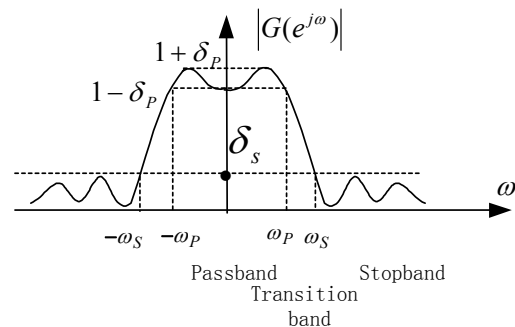 |G(e^{jω})|
1+δ_P
1−δ_P
δ_s
ω
−ω_S −ω_P ω_P ω_S
Passband Stopband
Transition
band